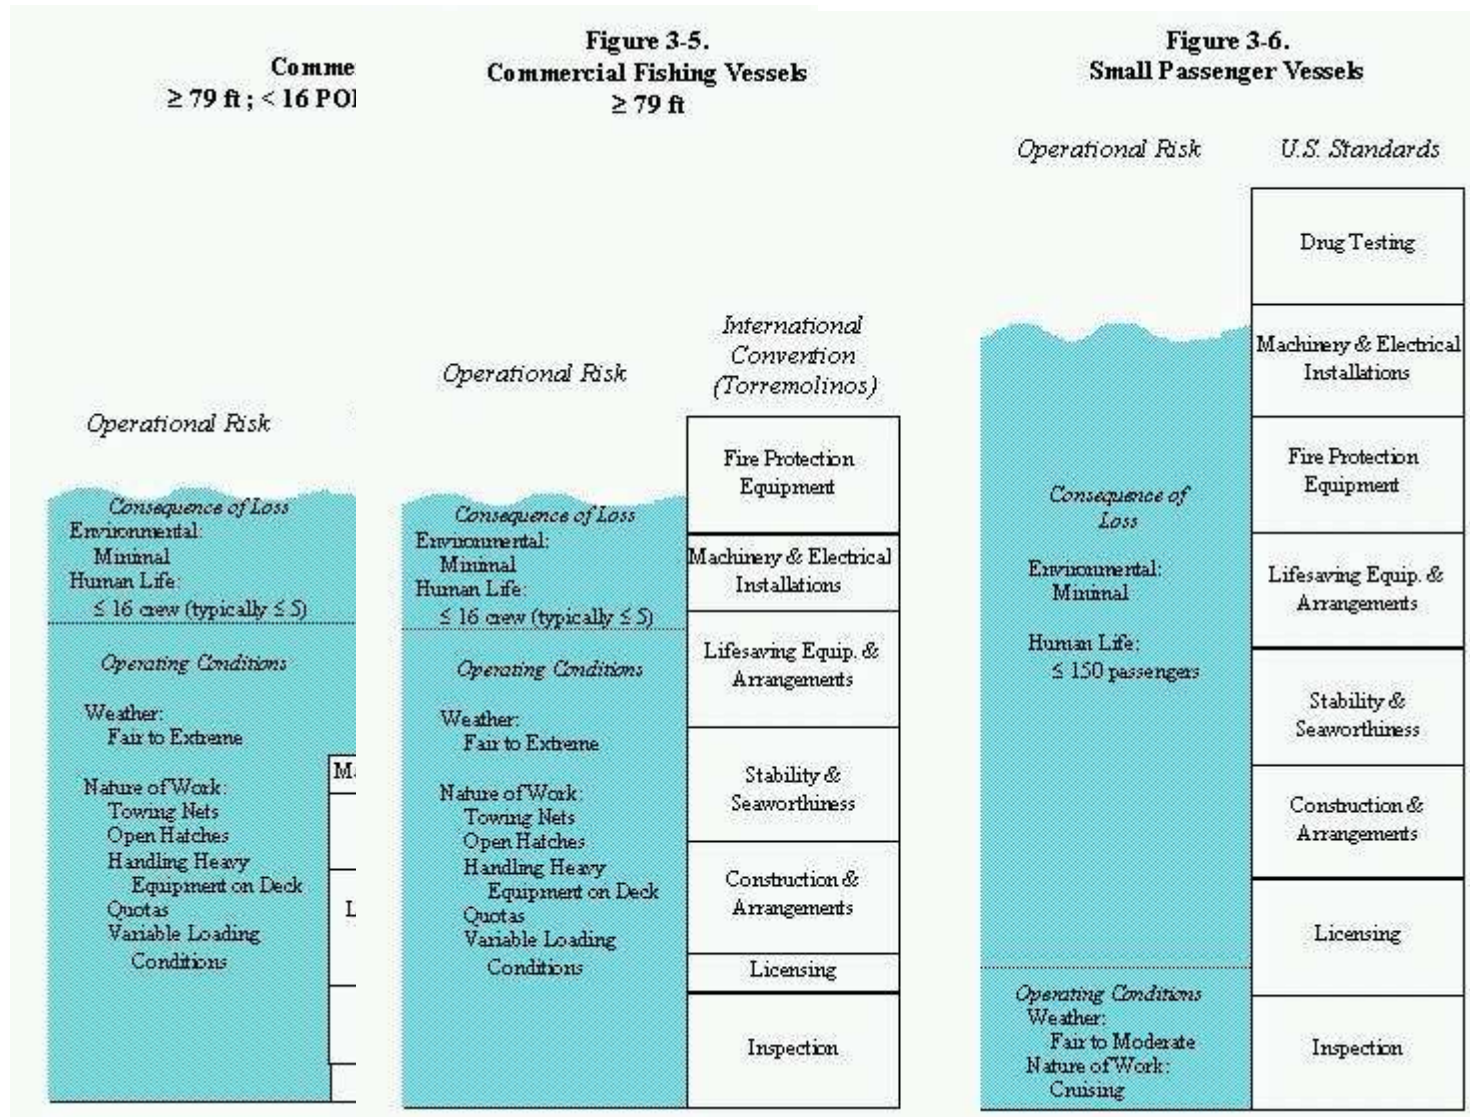 Comme
≥ 79 ft ; < 16 PO
Operational Risk
Consequence of Loss
Environmental:
Minimal
Human Life:
≤ 16 crew (typically ≤ 5)
Operating Conditions
Weather:
Fair to Extreme
Nature of Work:
Towing Nets
Open Hatches
Handling Heavy
Equipment on Deck
Quotas
Variable Loading
Conditions
Ma
L
Figure 3-5.
Commercial Fishing Vessels
≥ 79 ft
Operational Risk
Consequence of Loss
Environmental:
Minimal
Human Life:
≤ 16 crew (typically ≤ 5)
Operating Conditions
Weather:
Fair to Extreme
Nature of Work:
Towing Nets
Open Hatches
Handling Heavy
Equipment on Deck
Quotas
Variable Loading
Conditions
International
Convention
(Torremolinos)
Fire Protection
Equipment
Machinery & Electrical
Installations
Lifesaving Equip. &
Arrangements
Stability &
Seaworthiness
Construction &
Arrangements
Licensing
Inspection
Figure 3-6.
Small Passenger Vessels
Operational Risk
Consequence of
Loss
Environmental:
Minimal
Human Life:
≤ 150 passengers
Operating Conditions
Weather:
Fair to Moderate
Nature of Work:
Cruising
U.S. Standards
Drug Testing
Machinery & Electrical
Installations
Fire Protection
Equipment
Lifesaving Equip. &
Arrangements
Stability &
Seaworthiness
Construction &
Arrangements
Licensing
Inspection